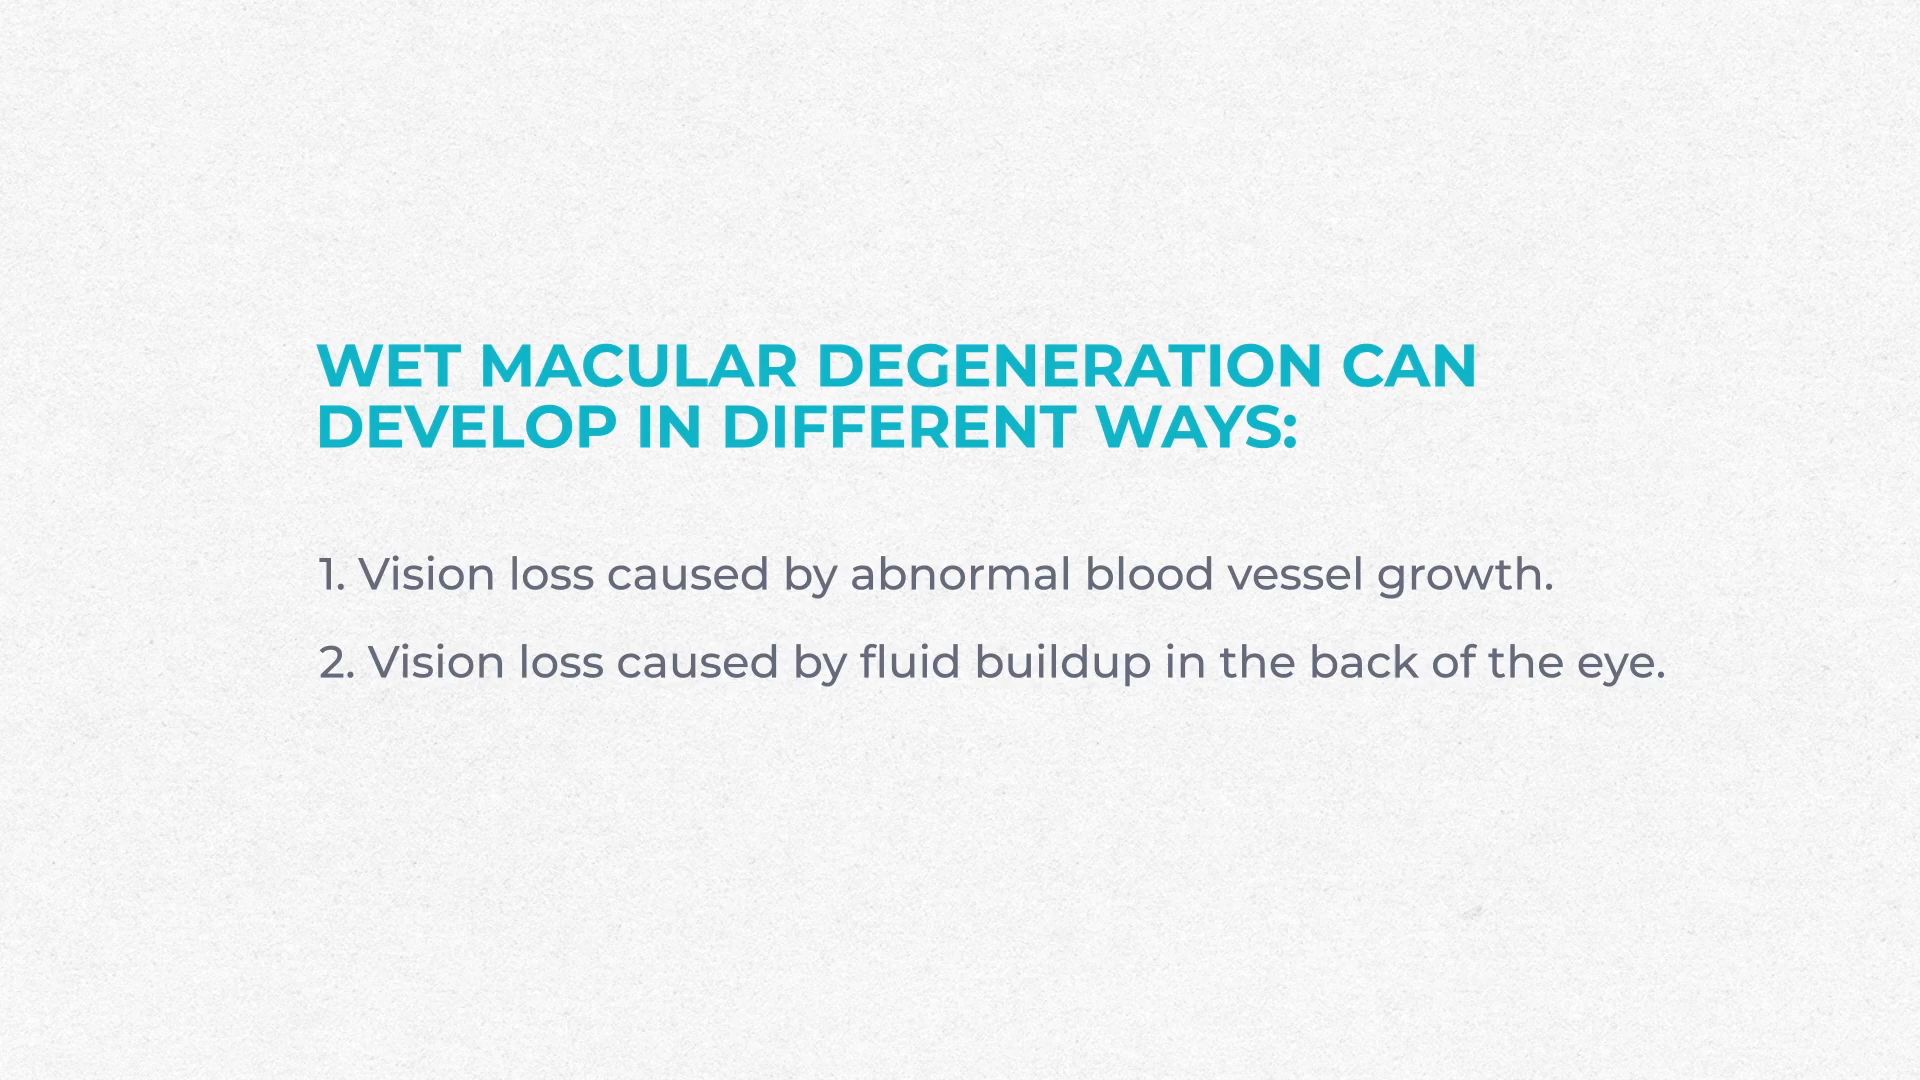 WET MACULAR DEGENERATION CAN
DEVELOP IN DIFFERENT WAYS:
1. Vision loss caused by abnormal blood vessel growth.
2. Vision loss caused by fluid buildup in the back of the eye.